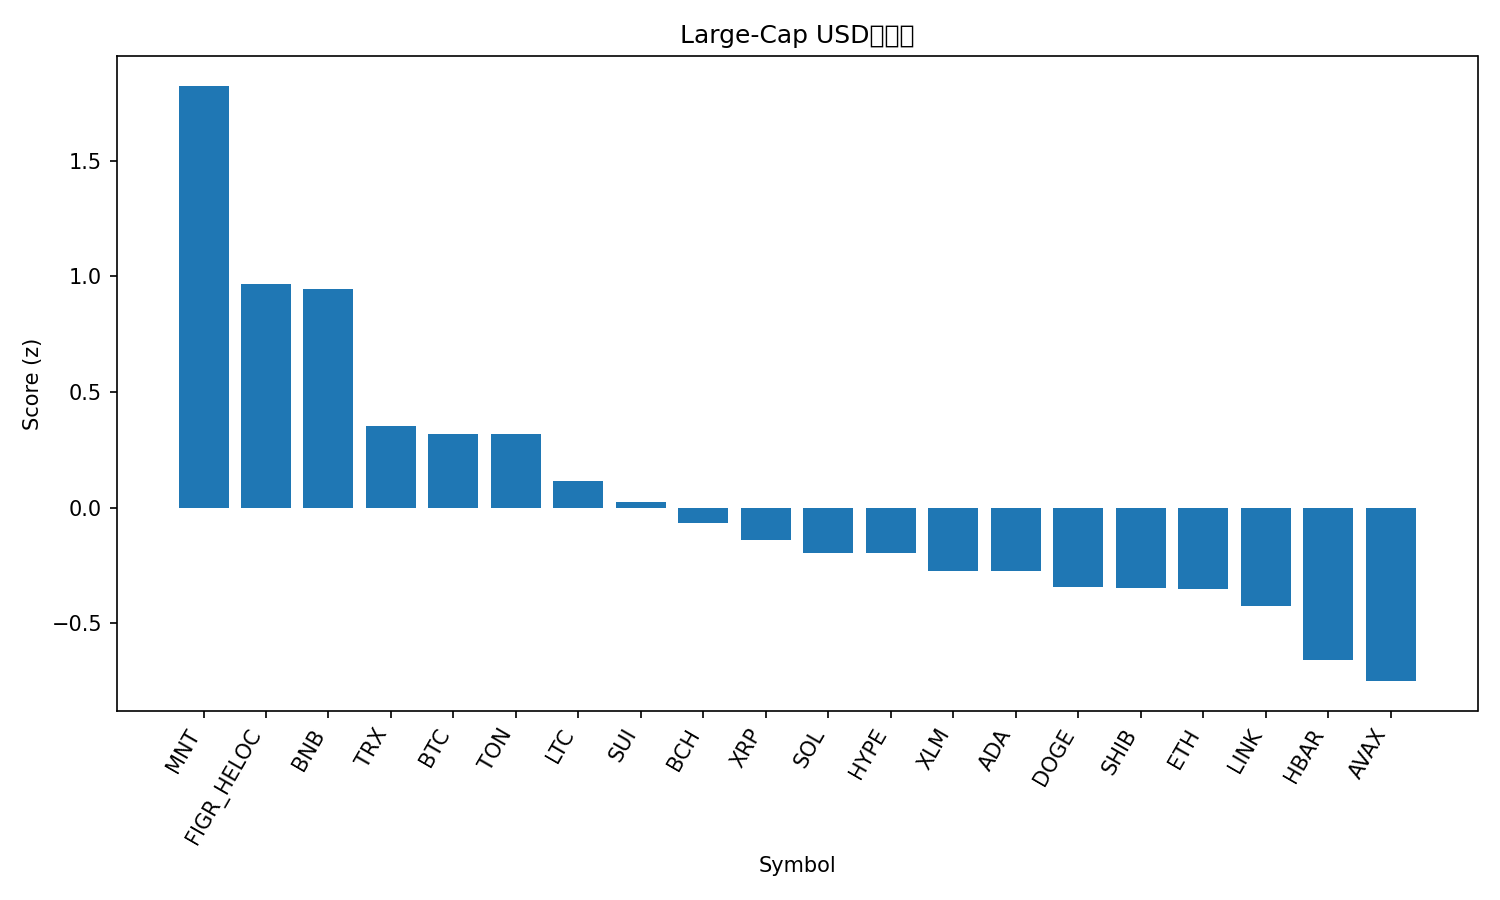 Large-Cap USD
Score (z)
1.5
1.0
0.5
0.0
−0.5
MNT
FIGR_HELOC
BNB
TRX
BTC
TON
LTC
SUI
BCH
XRP
SOL
HYPE
XLM
ADA
DOGE
SHIB
ETH
LINK
HBAR
AVAX
Symbol